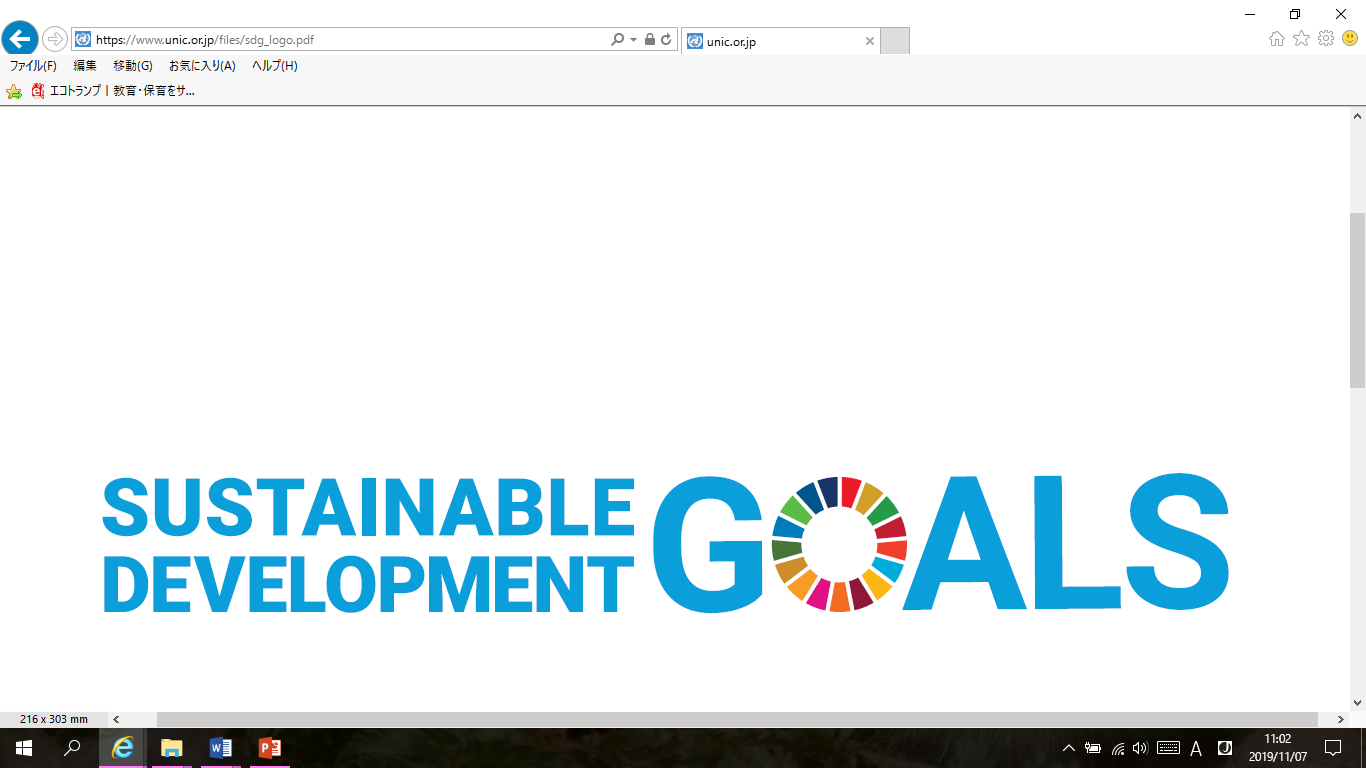 https://www.unic.or.jp/files/sdg_logo.pdf
unic.or.jp
ファイル(F) 編集 移動(G) お気に入り(A) ヘルプ(H)
エコトランプ | 教育・保育をサ...
SUSTAINABLE
DEVELOPMENT
GOALS
216 x 303 mm
A
11:02
2019/11/07